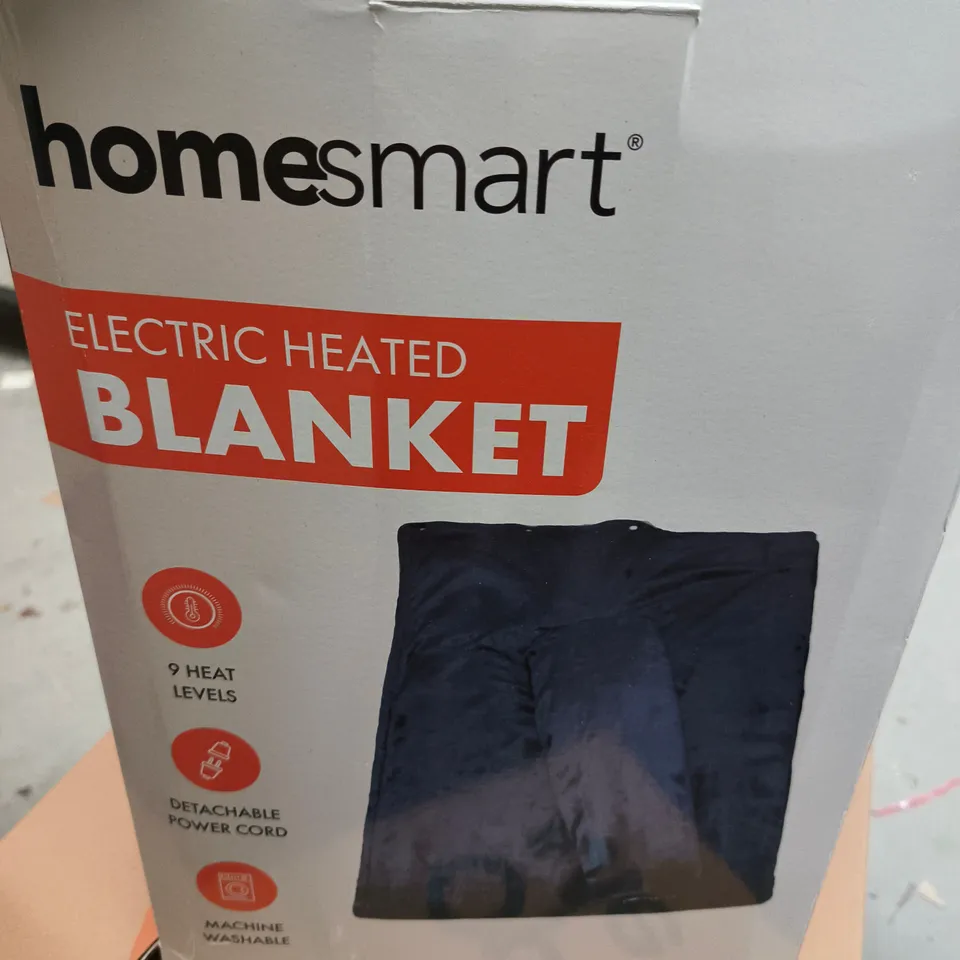 homesmart®
ELECTRIC HEATED
BLANKET
9 HEAT
LEVELS
DETACHABLE
POWER CORD
MACHINE
WASHABLE